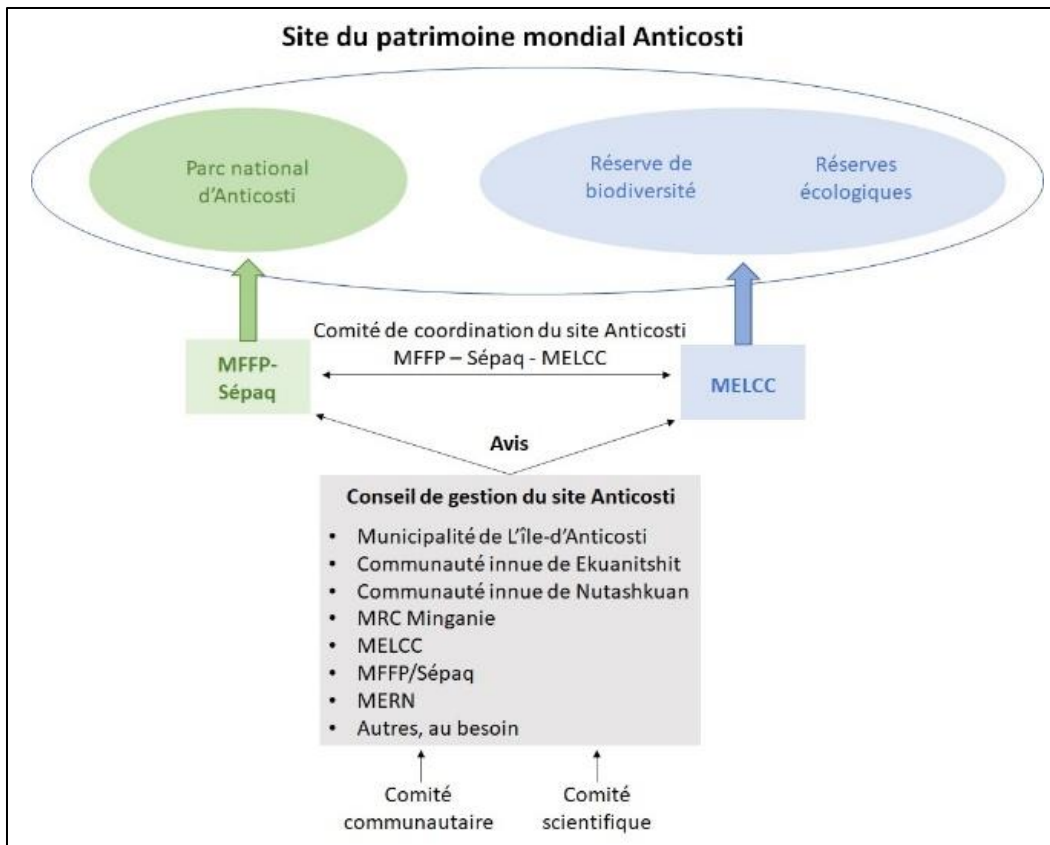 Site du patrimoine mondial Anticosti
Parc national
d'Anticosti
Réserve de
biodiversité
Réserves
écologiques
Comité de coordination du site Anticosti
MFFP – Sépaq - MELCC
MFFP-
Sépaq
MELCC
Avis
Conseil de gestion du site Anticosti
• Municipalité de L'île-d'Anticosti
• Communauté innue de Ekuanitshit
• Communauté innue de Nutashkuan
• MRC Minganie
• MELCC
• MFFP/Sépaq
• MERN
• Autres, au besoin
Comité
communautaire
Comité
scientifique